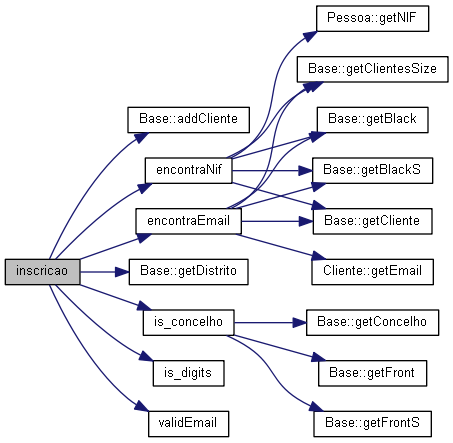 Pessoa::getNIF
Base::getClientesSize
Base::addCliente
Base::getBlack
encontraNif
Base::getBlackS
encontraEmail
Base::getCliente
inscricao
Base::getDistrito
Cliente::getEmail
is_concelho
Base::getConcelho
is_digits
Base::getFront
validEmail
Base::getFrontS